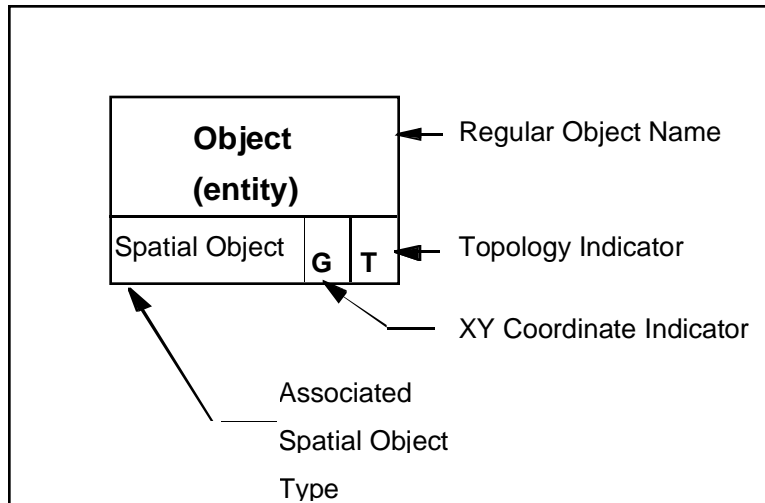 Object
(entity)
Regular Object Name
Spatial Object
G
T
Topology Indicator
XY Coordinate Indicator
Associated
Spatial Object
Type